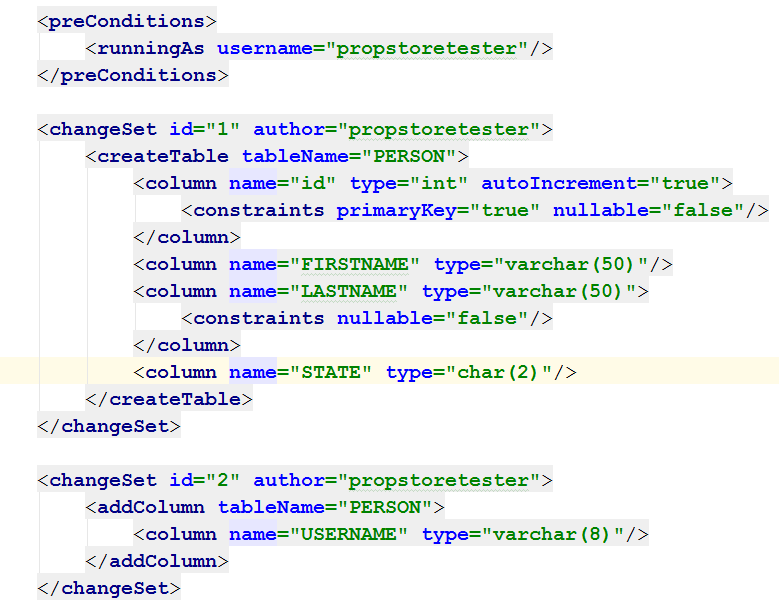 <preConditions>
<runningAs username="propstoretester"/>
</preConditions>
<changeSet id="1" author="propstoretester">
<createTable tableName="PERSON">
<column name="id" type="int" autoIncrement="true">
<constraints primaryKey="true" nullable="false"/>
</column>
<column name="FIRSTNAME" type="varchar(50)"/>
<column name="LASTNAME" type="varchar(50)">
<constraints nullable="false"/>
</column>
<column name="STATE" type="char(2)"/>
</createTable>
</changeSet>
<changeSet id="2" author="propstoretester">
<addColumn tableName="PERSON">
<column name="USERNAME" type="varchar(8)"/>
</addColumn>
</changeSet>